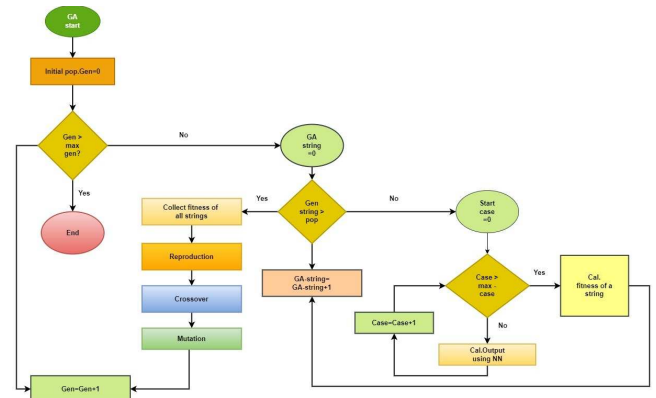 GA
start
Initial pop.Gen=0
Gen >
max
gen?
No
Yes
End
GA
string
=0
Gen
string >
pop
Yes
No
Collect fitness of
all strings
Reproduction
Crossover
Mutation
Gen=Gen+1
GA-string=
GA-string+1
Start
case
=0
Case >
max -
case
Yes
No
Cal.
fitness of a
string
Case=Case+1
Cal.Output
using NN